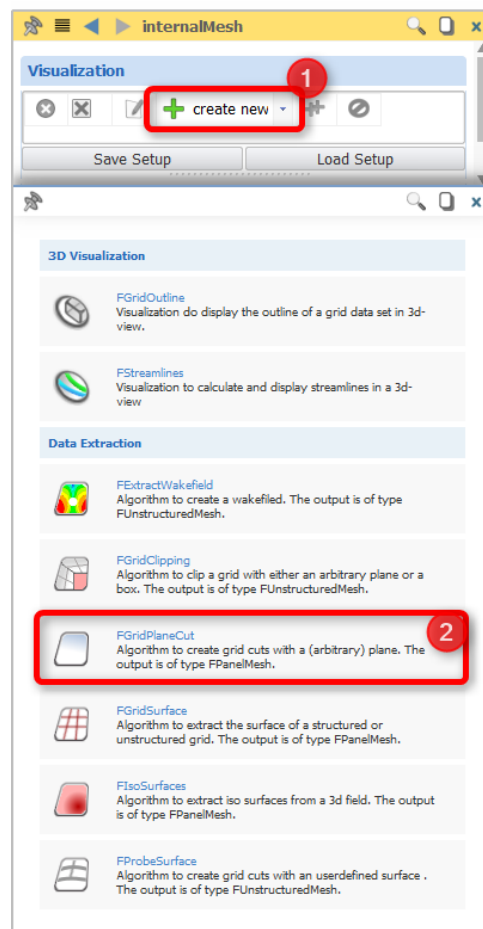 internalMesh
Visualization
1
create new
Save Setup
Load Setup
3D Visualization
FGridOutline
Visualization do display the outline of a grid data set in 3d-
view.
FStreamlines
Visualization to calculate and display streamlines in a 3d-
view
Data Extraction
FExtractWakefield
Algorithm to create a wakefiled. The output is of type
FUnstructuredMesh.
FGridClipping
Algorithm to clip a grid with either an arbitrary plane or a
box. The output is of type FUnstructuredMesh.
2
FGridPlaneCut
Algorithm to create grid cuts with a (arbitrary) plane. The
output is of type FPanelMesh.
FGridSurface
Algorithm to extract the surface of a structured or
unstructured grid. The output is of type FPanelMesh.
FIsoSurfaces
Algorithm to extract iso surfaces from a 3d field. The output
is of type FPanelMesh.
FProbeSurface
Algorithm to create grid cuts with an userdefined surface .
The output is of type FUnstructuredMesh.